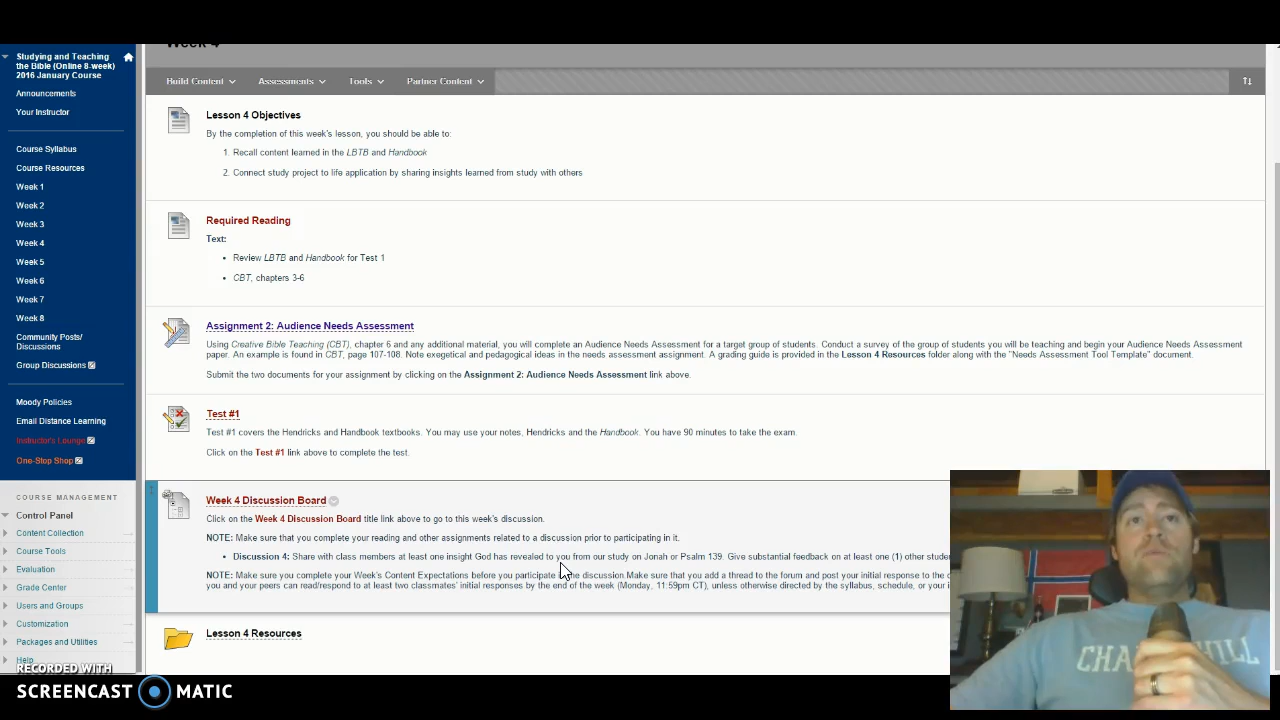 Week 4
Studying and Teaching
the Bible (Online 8-week)
2016 January Course
Announcements
Your Instructor
Course Syllabus
Course Resources
Week 1
Week 2
Week 3
Week 4
Week 5
Week 6
Week 7
Week 8
Community Posts/
Discussions
Group Discussions
Moody Policies
Email Distance Learning
Instructor's Lounge
One-Stop Shop
COURSE MANAGEMENT
Control Panel
Content Collection
Course Tools
Evaluation
Grade Center
Users and Groups
Customization
Packages and Utilities
Help
Build Content
Assessments
Tools
Partner Content
Lesson 4 Objectives
By the completion of this week's lesson, you should be able to:
1. Recall content learned in the LBTB and Handbook
2. Connect study project to life application by sharing insights learned from study with others
Required Reading
Text:
• Review LBTB and Handbook for Test 1
• CBT, chapters 3-6
Assignment 2: Audience Needs Assessment
Using Creative Bible Teaching (CBT), chapter 6 and any additional material, you will complete an Audience Needs Assessment for a target group of students. Conduct a survey of the group of students you will be teaching and begin your Audience Needs Assessment
paper. An example is found in CBT, page 107-108. Note exegetical and pedagogical ideas in the needs assessment assignment. A grading guide is provided in the Lesson 4 Resources folder along with the "Needs Assessment Tool Template" document.
Submit the two documents for your assignment by clicking on the Assignment 2: Audience Needs Assessment link above.
Test #1
Test #1 covers the Hendricks and Handbook textbooks. You may use your notes, Hendricks and the Handbook. You have 90 minutes to take the exam.
Click on the Test #1 link above to complete the test.
Week 4 Discussion Board
Click on the Week 4 Discussion Board title link above to go to this week's discussion.
NOTE: Make sure that you complete your reading and other assignments related to a discussion prior to participating in it.
• Discussion 4: Share with class members at least one insight God has revealed to you from our study on Jonah or Psalm 139. Give substantial feedback on at least one (1) other stude
NOTE: Make sure you complete your Week's Content Expectations before you participate in the discussion.Make sure that you add a thread to the forum and post your initial response to the
you and your peers can read/respond to at least two classmates' initial responses by the end of the week (Monday, 11:59pm CT), unless otherwise directed by the syllabus, schedule, or your
Lesson 4 Resources
RECORDED WITH
SCREENCAST MATIC